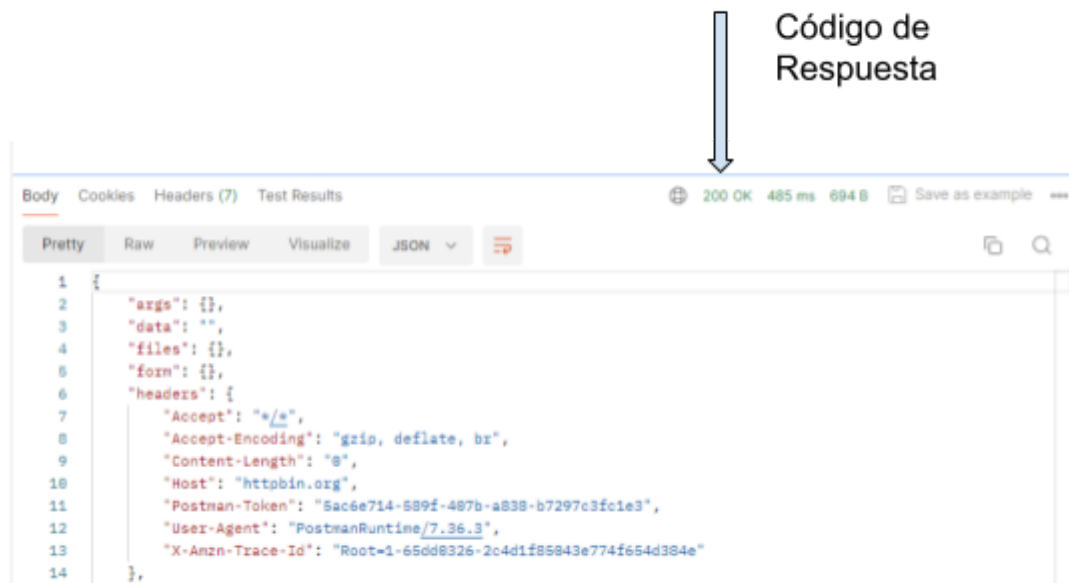 Código de
Respuesta
Body Cookies Headers (7) Test Results 200 OK 485 ms 694 B Save as example
Pretty Raw Preview Visualize JSON
1 {
2 "args": {},
3 "data": "",
4 "files": {},
5 "form": {},
6 "headers": {
7 "Accept": "*/*",
8 "Accept-Encoding": "gzip, deflate, br",
9 "Content-Length": "0",
10 "Host": "httpbin.org",
11 "Postman-Token": "5ac6e714-589f-407b-a838-b7297c3fc1e3",
12 "User-Agent": "PostmanRuntime/7.36.3",
13 "X-Amzn-Trace-Id": "Root=1-65dd0326-2c4d1f85043e774f654d384e"
14 },